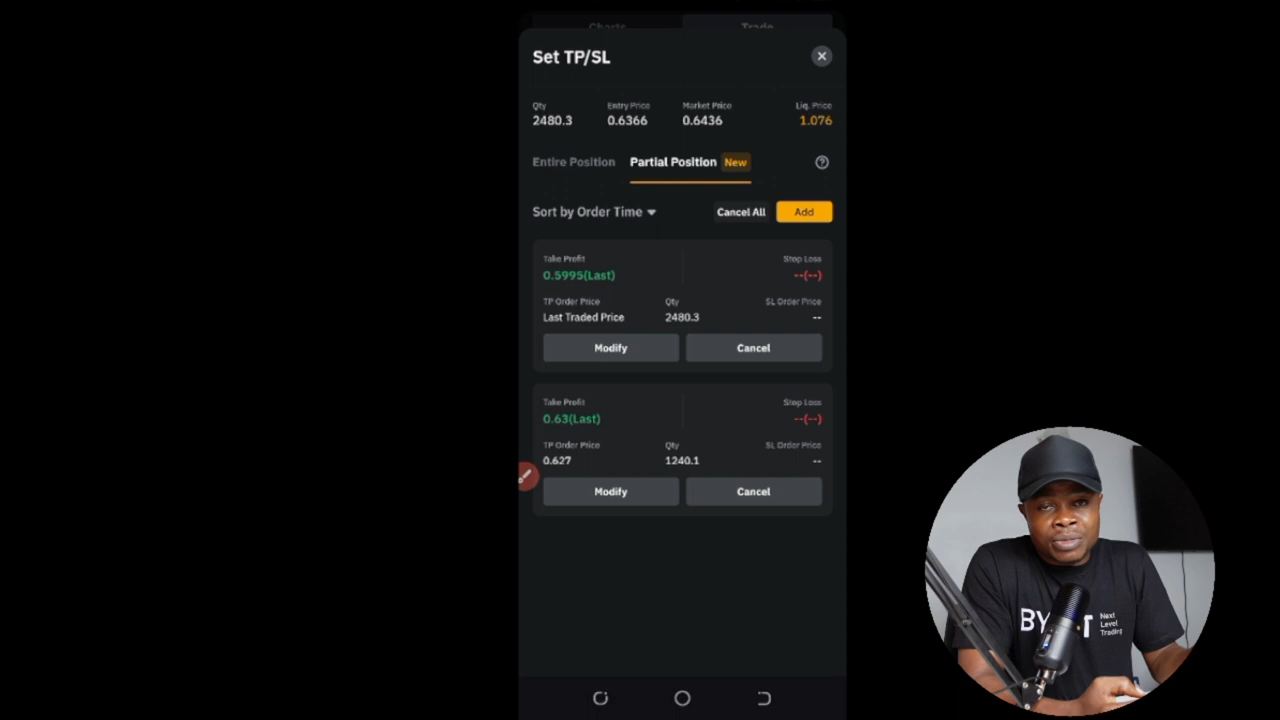 Charts Trade
Set TP/SL
Qty Entry Price Market Price Liq. Price
2480.3 0.6366 0.6436 1.076
Entire Position Partial Position New
Sort by Order Time Cancel All Add
Take Profit Stop Loss
0.5995(Last) --(--)
TP Order Price Qty SL Order Price
Last Traded Price 2480.3 --
Modify Cancel
Take Profit Stop Loss
0.63(Last) --(--)
TP Order Price Qty SL Order Price
0.627 1240.1 --
Modify Cancel
Next
Level
Trading